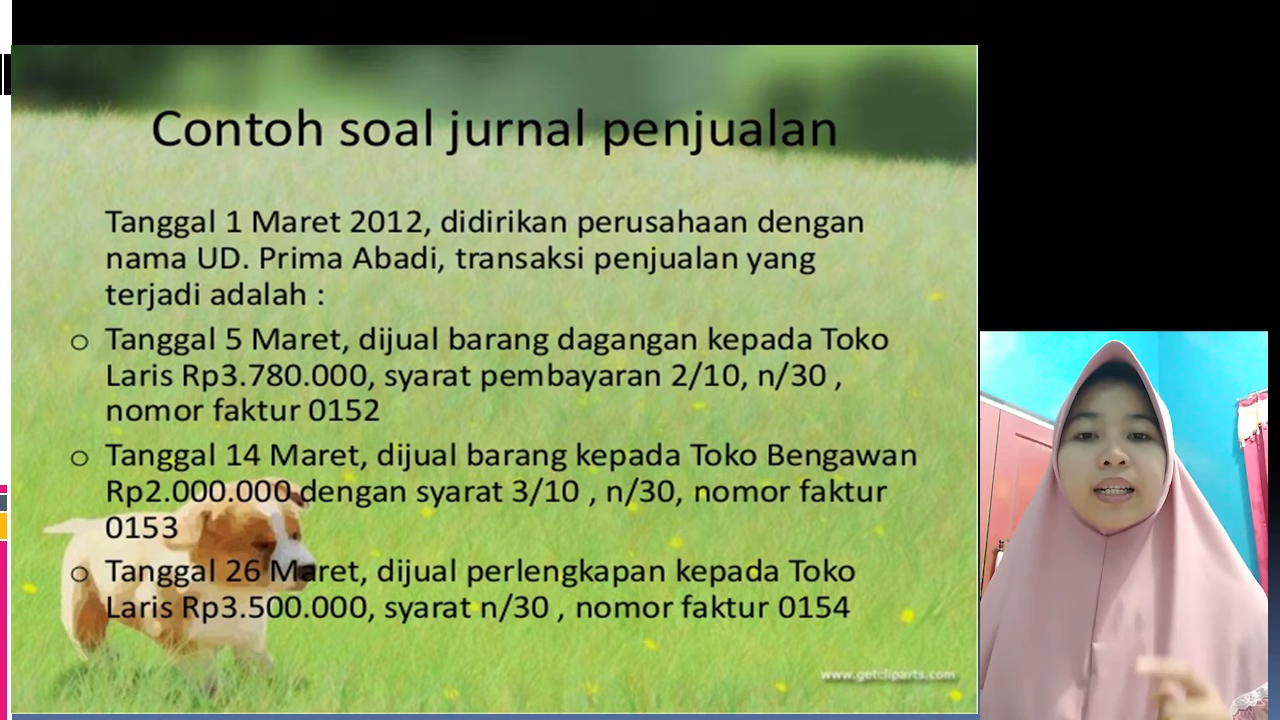 Contoh soal jurnal penjualan
Tanggal 1 Maret 2012, didirikan perusahaan dengan
nama UD. Prima Abadi, transaksi penjualan yang
terjadi adalah :
o Tanggal 5 Maret, dijual barang dagangan kepada Toko
Laris Rp3.780.000, syarat pembayaran 2/10, n/30 ,
nomor faktur 0152
o Tanggal 14 Maret, dijual barang kepada Toko Bengawan
Rp2.000.000 dengan syarat 3/10 , n/30, nomor faktur
0153
o Tanggal 26 Maret, dijual perlengkapan kepada Toko
Laris Rp3.500.000, syarat n/30 , nomor faktur 0154
www.getcliparts.com